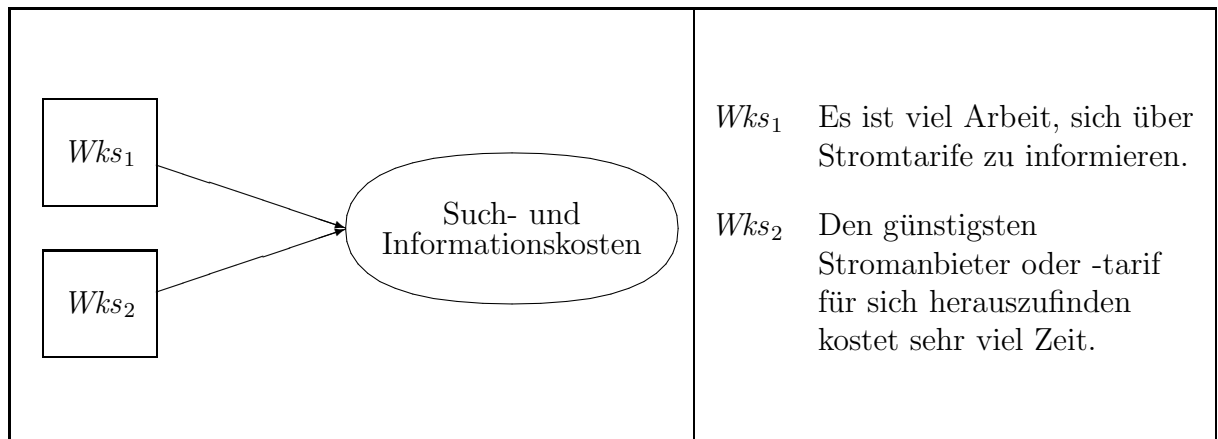 Wks₁
Wks₂
Such- und
Informationskosten
Wks₁ Es ist viel Arbeit, sich über
Stromtarife zu informieren.
Wks₂ Den günstigsten
Stromanbieter oder -tarif
für sich herauszufinden
kostet sehr viel Zeit.